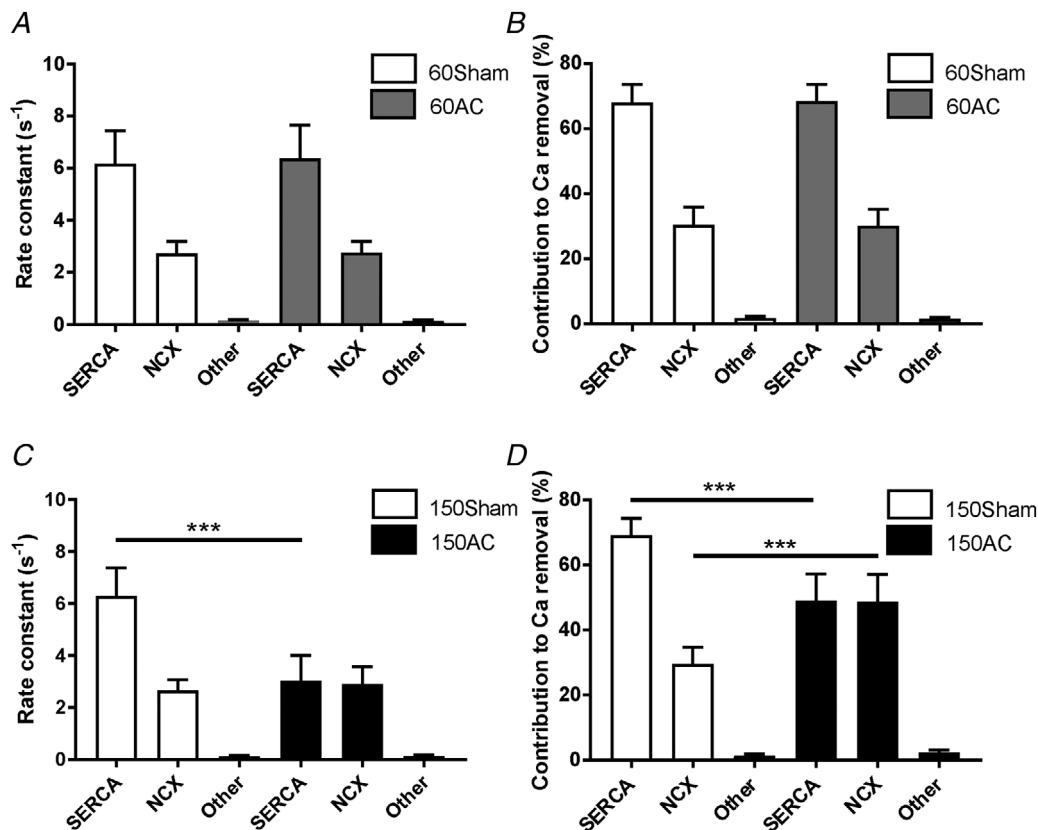 A
Rate constant (s⁻¹)
10
8
6
4
2
0
60Sham
60AC
SERCA
NCX
Other
SERCA
NCX
Other
B
Contribution to Ca removal (%)
80
60
40
20
0
60Sham
60AC
SERCA
NCX
Other
SERCA
NCX
Other
C
Rate constant (s⁻¹)
10
8
6
4
2
0
150Sham
150AC
***
SERCA
NCX
Other
SERCA
NCX
Other
D
Contribution to Ca removal (%)
80
60
40
20
0
150Sham
150AC
***
***
SERCA
NCX
Other
SERCA
NCX
Other